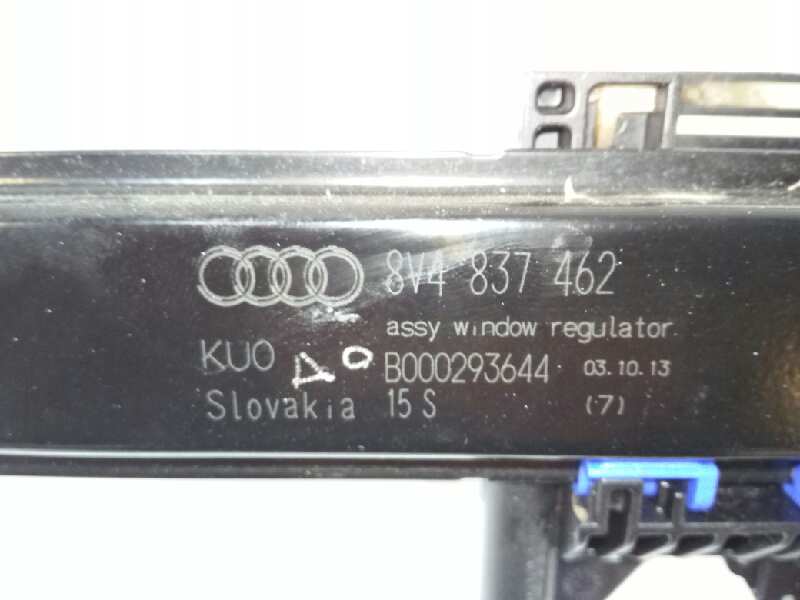 8V4 837 462
assy window regulator.
KUO B000293644 03.10.13
Slovakia 15 S (7)